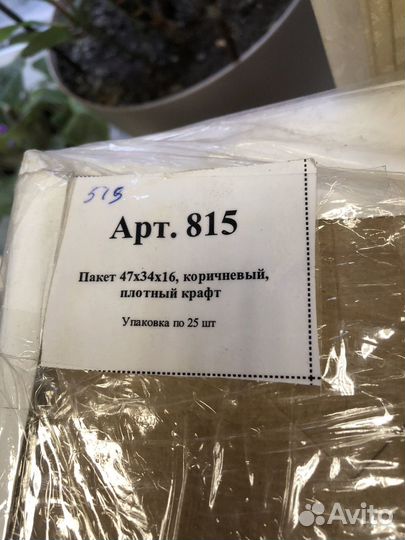 515
Арт. 815
Пакет 47х34х16, коричневый,
плотный крафт
Упаковка по 25 шт
Avito